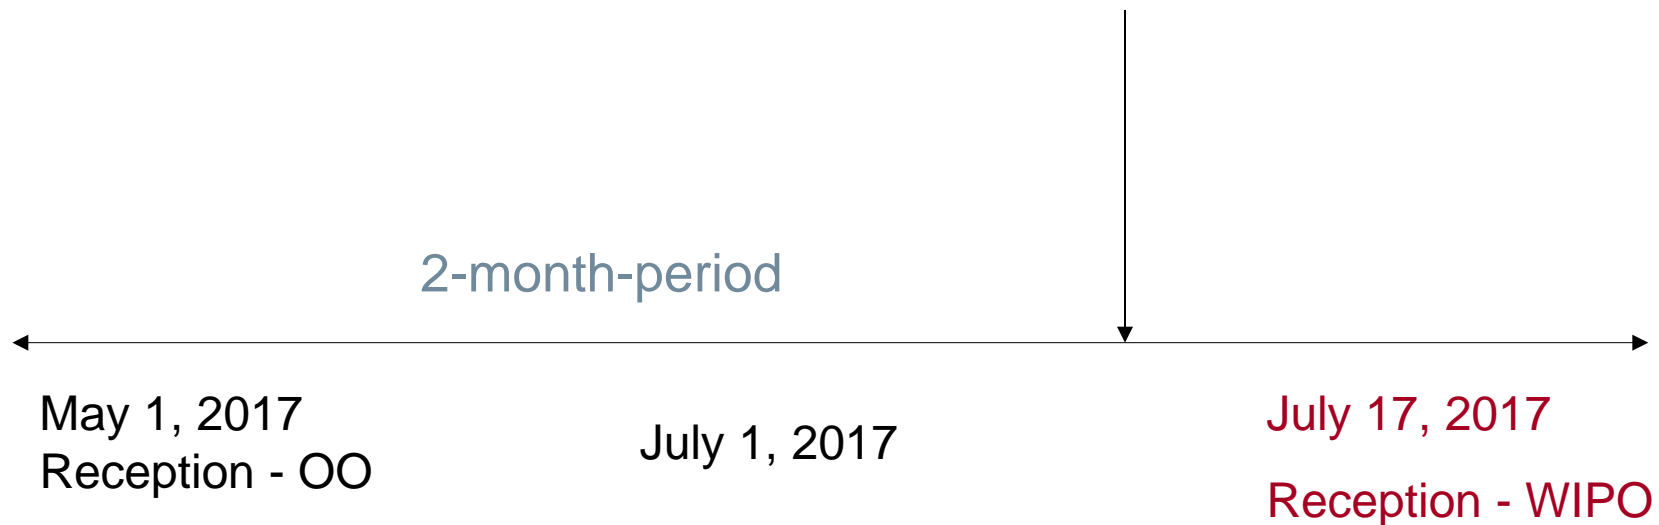 2-month-period
May 1, 2017
Reception - OO
July 1, 2017
July 17, 2017
Reception - WIPO